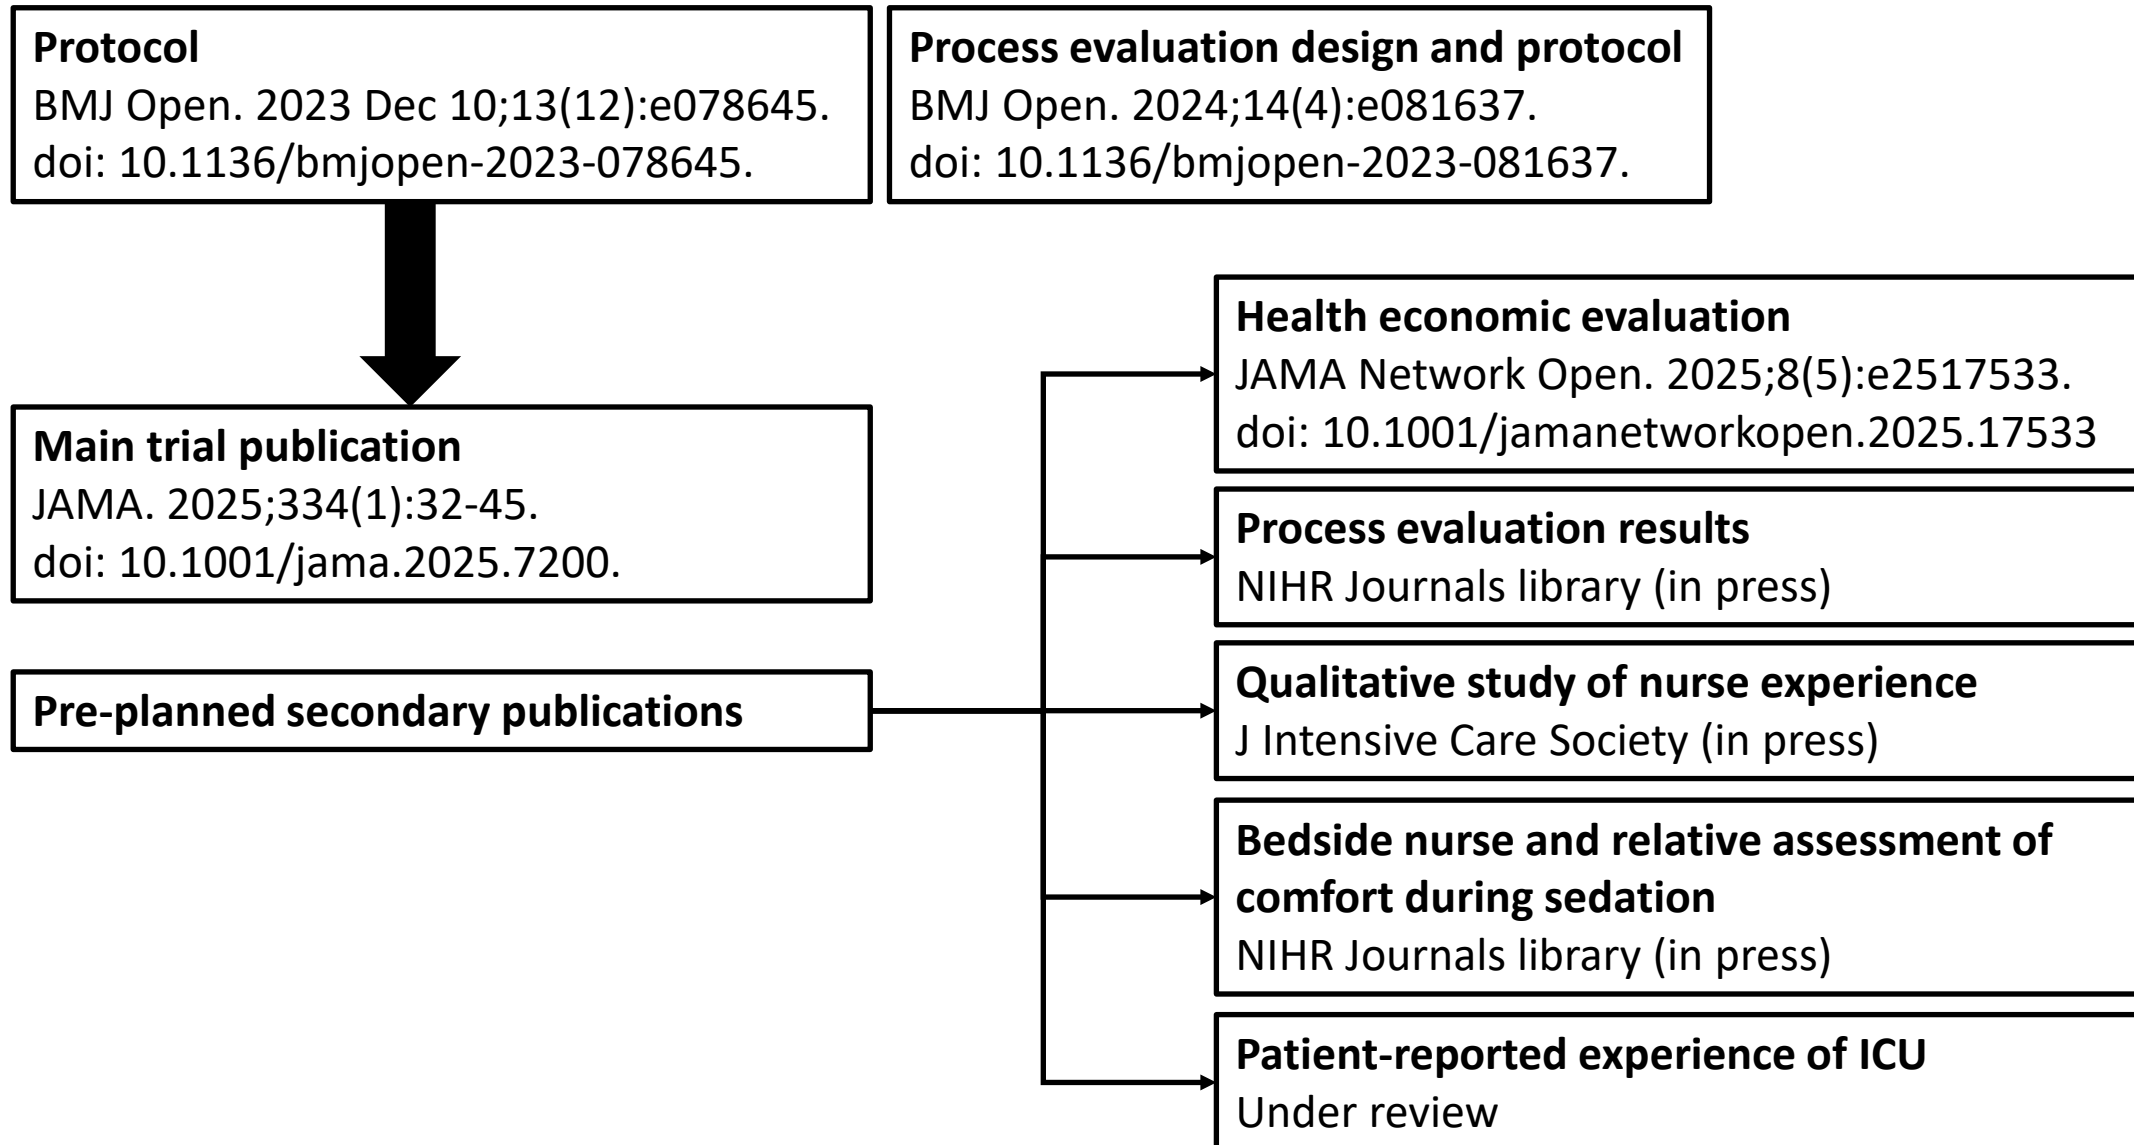 Protocol
BMJ Open. 2023 Dec 10;13(12):e078645.
doi: 10.1136/bmjopen-2023-078645.
Process evaluation design and protocol
BMJ Open. 2024;14(4):e081637.
doi: 10.1136/bmjopen-2023-081637.
Main trial publication
JAMA. 2025;334(1):32-45.
doi: 10.1001/jama.2025.7200.
Pre-planned secondary publications
Health economic evaluation
JAMA Network Open. 2025;8(5):e2517533.
doi: 10.1001/jamanetworkopen.2025.17533
Process evaluation results
NIHR Journals library (in press)
Qualitative study of nurse experience
J Intensive Care Society (in press)
Bedside nurse and relative assessment of
comfort during sedation
NIHR Journals library (in press)
Patient-reported experience of ICU
Under review